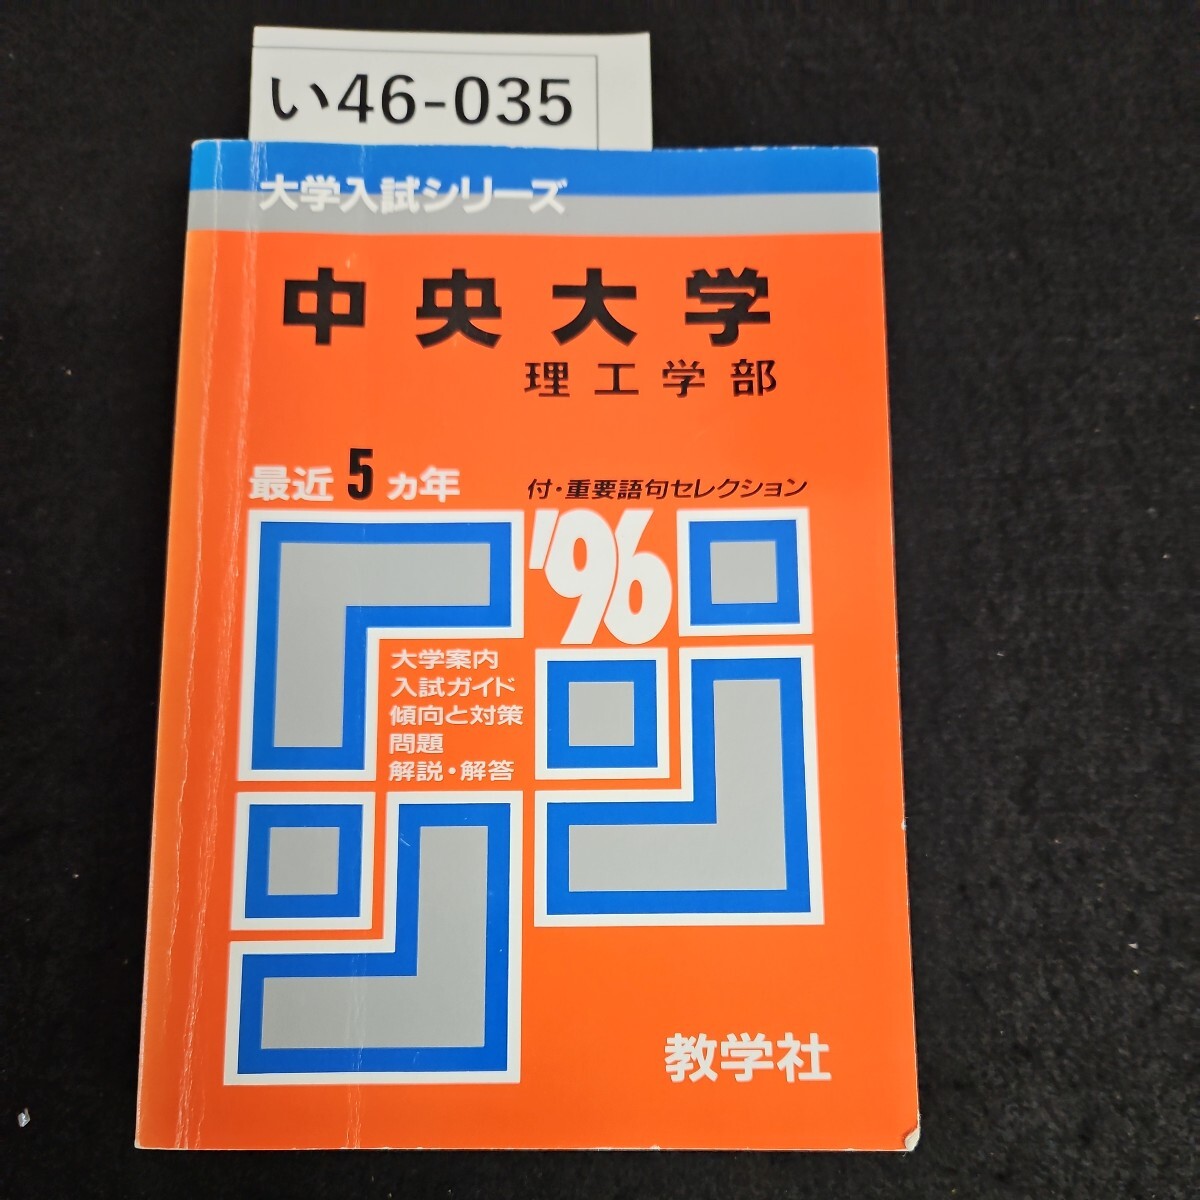 い46-035
大学入試シリーズ
中央大学
理工学部
最近5ヵ年
付・重要語句セレクション
'96
大学案内
入試ガイド
傾向と対策
問題
解説・解答
教学社